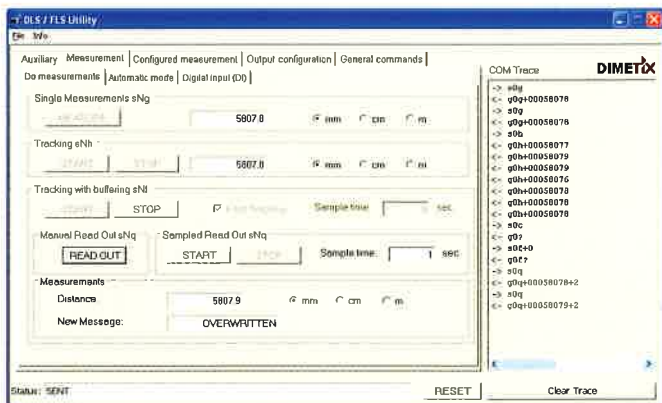 DLS / FLS Utility
File Info
Auxiliary Measurement Configured measurement Output configuration General commands
Do measurements Automatic mode Digital input (DI)
Single Measurements sNg
5807.8 mm cm m
Tracking sNh
START STOP 5807.8 mm cm m
Tracking with buffering sNf
START STOP Sample time: sec
Manual Read Out sNq Sampled Read Out sNq
READ OUT START STOP Sample time: 1 sec
Measurements
Distance: 5807.9 mm cm m
New Message: OVERWRITTEN
COM Trace DIMETIX
-> s0g
<- g0g+00058078
-> s0g
<- g0g+00058078
-> s0h
<- g0h+00058077
<- g0h+00058079
<- g0h+00058079
<- g0h+00058076
<- g0h+00058078
<- g0h+00058078
<- g0h+00058078
-> s0c
<- g0?
-> s0f+0
<- g0f?
-> s0q
<- g0q+00058078+2
-> s0q
<- g0q+00058079+2
Status: SENT RESET Clear Trace